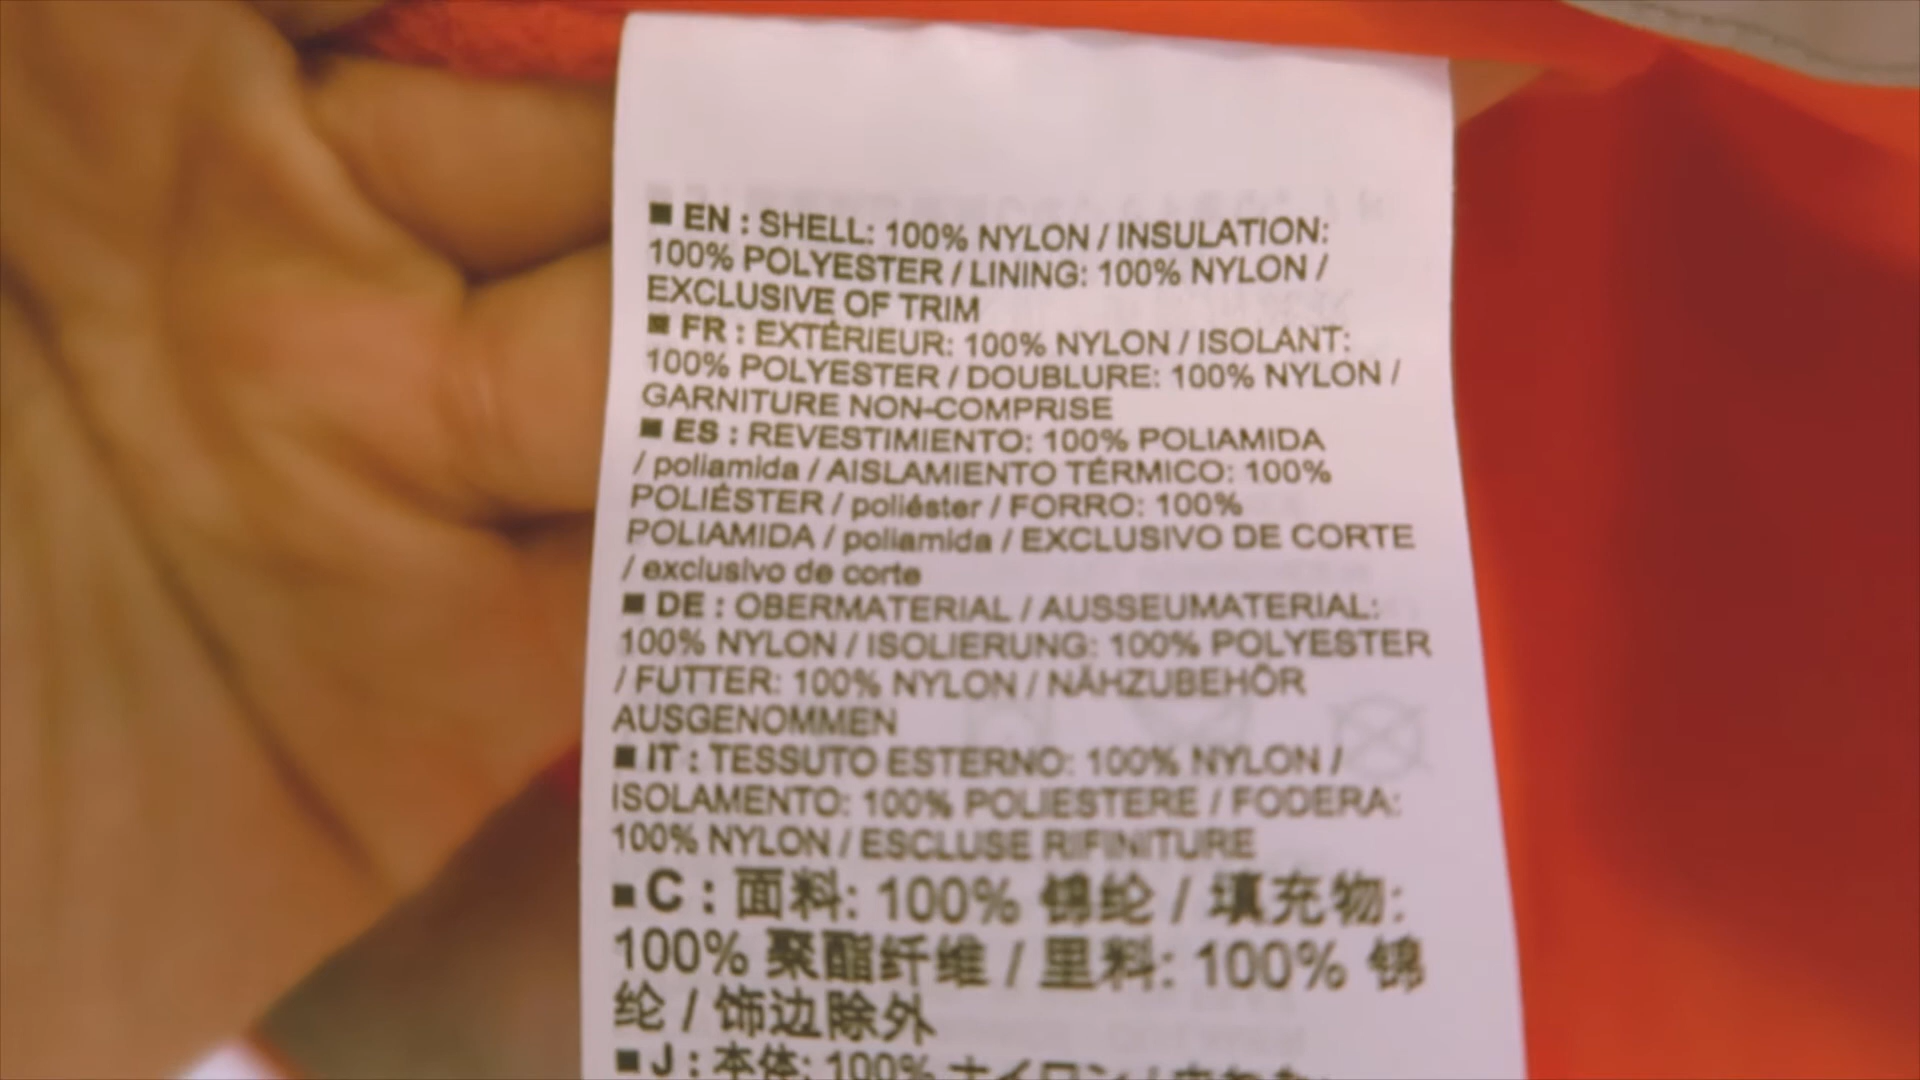 ■ EN : SHELL: 100% NYLON / INSULATION:
100% POLYESTER / LINING: 100% NYLON /
EXCLUSIVE OF TRIM
■ FR : EXTÉRIEUR: 100% NYLON / ISOLANT:
100% POLYESTER / DOUBLURE: 100% NYLON /
GARNITURE NON-COMPRISE
■ ES : REVESTIMIENTO: 100% POLIAMIDA
/ poliamida / AISLAMIENTO TÉRMICO: 100%
POLIÉSTER / poliéster / FORRO: 100%
POLIAMIDA / poliamida / EXCLUSIVO DE CORTE
/ exclusivo de corte
■ DE : OBERMATERIAL / AUSSEUMATERIAL:
100% NYLON / ISOLIERUNG: 100% POLYESTER
/ FUTTER: 100% NYLON / NÄHZUBEHÖR
AUSGENOMMEN
■ IT : TESSUTO ESTERNO: 100% NYLON /
ISOLAMENTO: 100% POLIESTERE / FODERA:
100% NYLON / ESCLUSE RIFINITURE
■ C : 面料: 100% 锦纶 / 填充物:
100% 聚酯纤维 / 里料: 100% 锦
纶 / 饰边除外
■ J : 本体: 100% ナイロン /